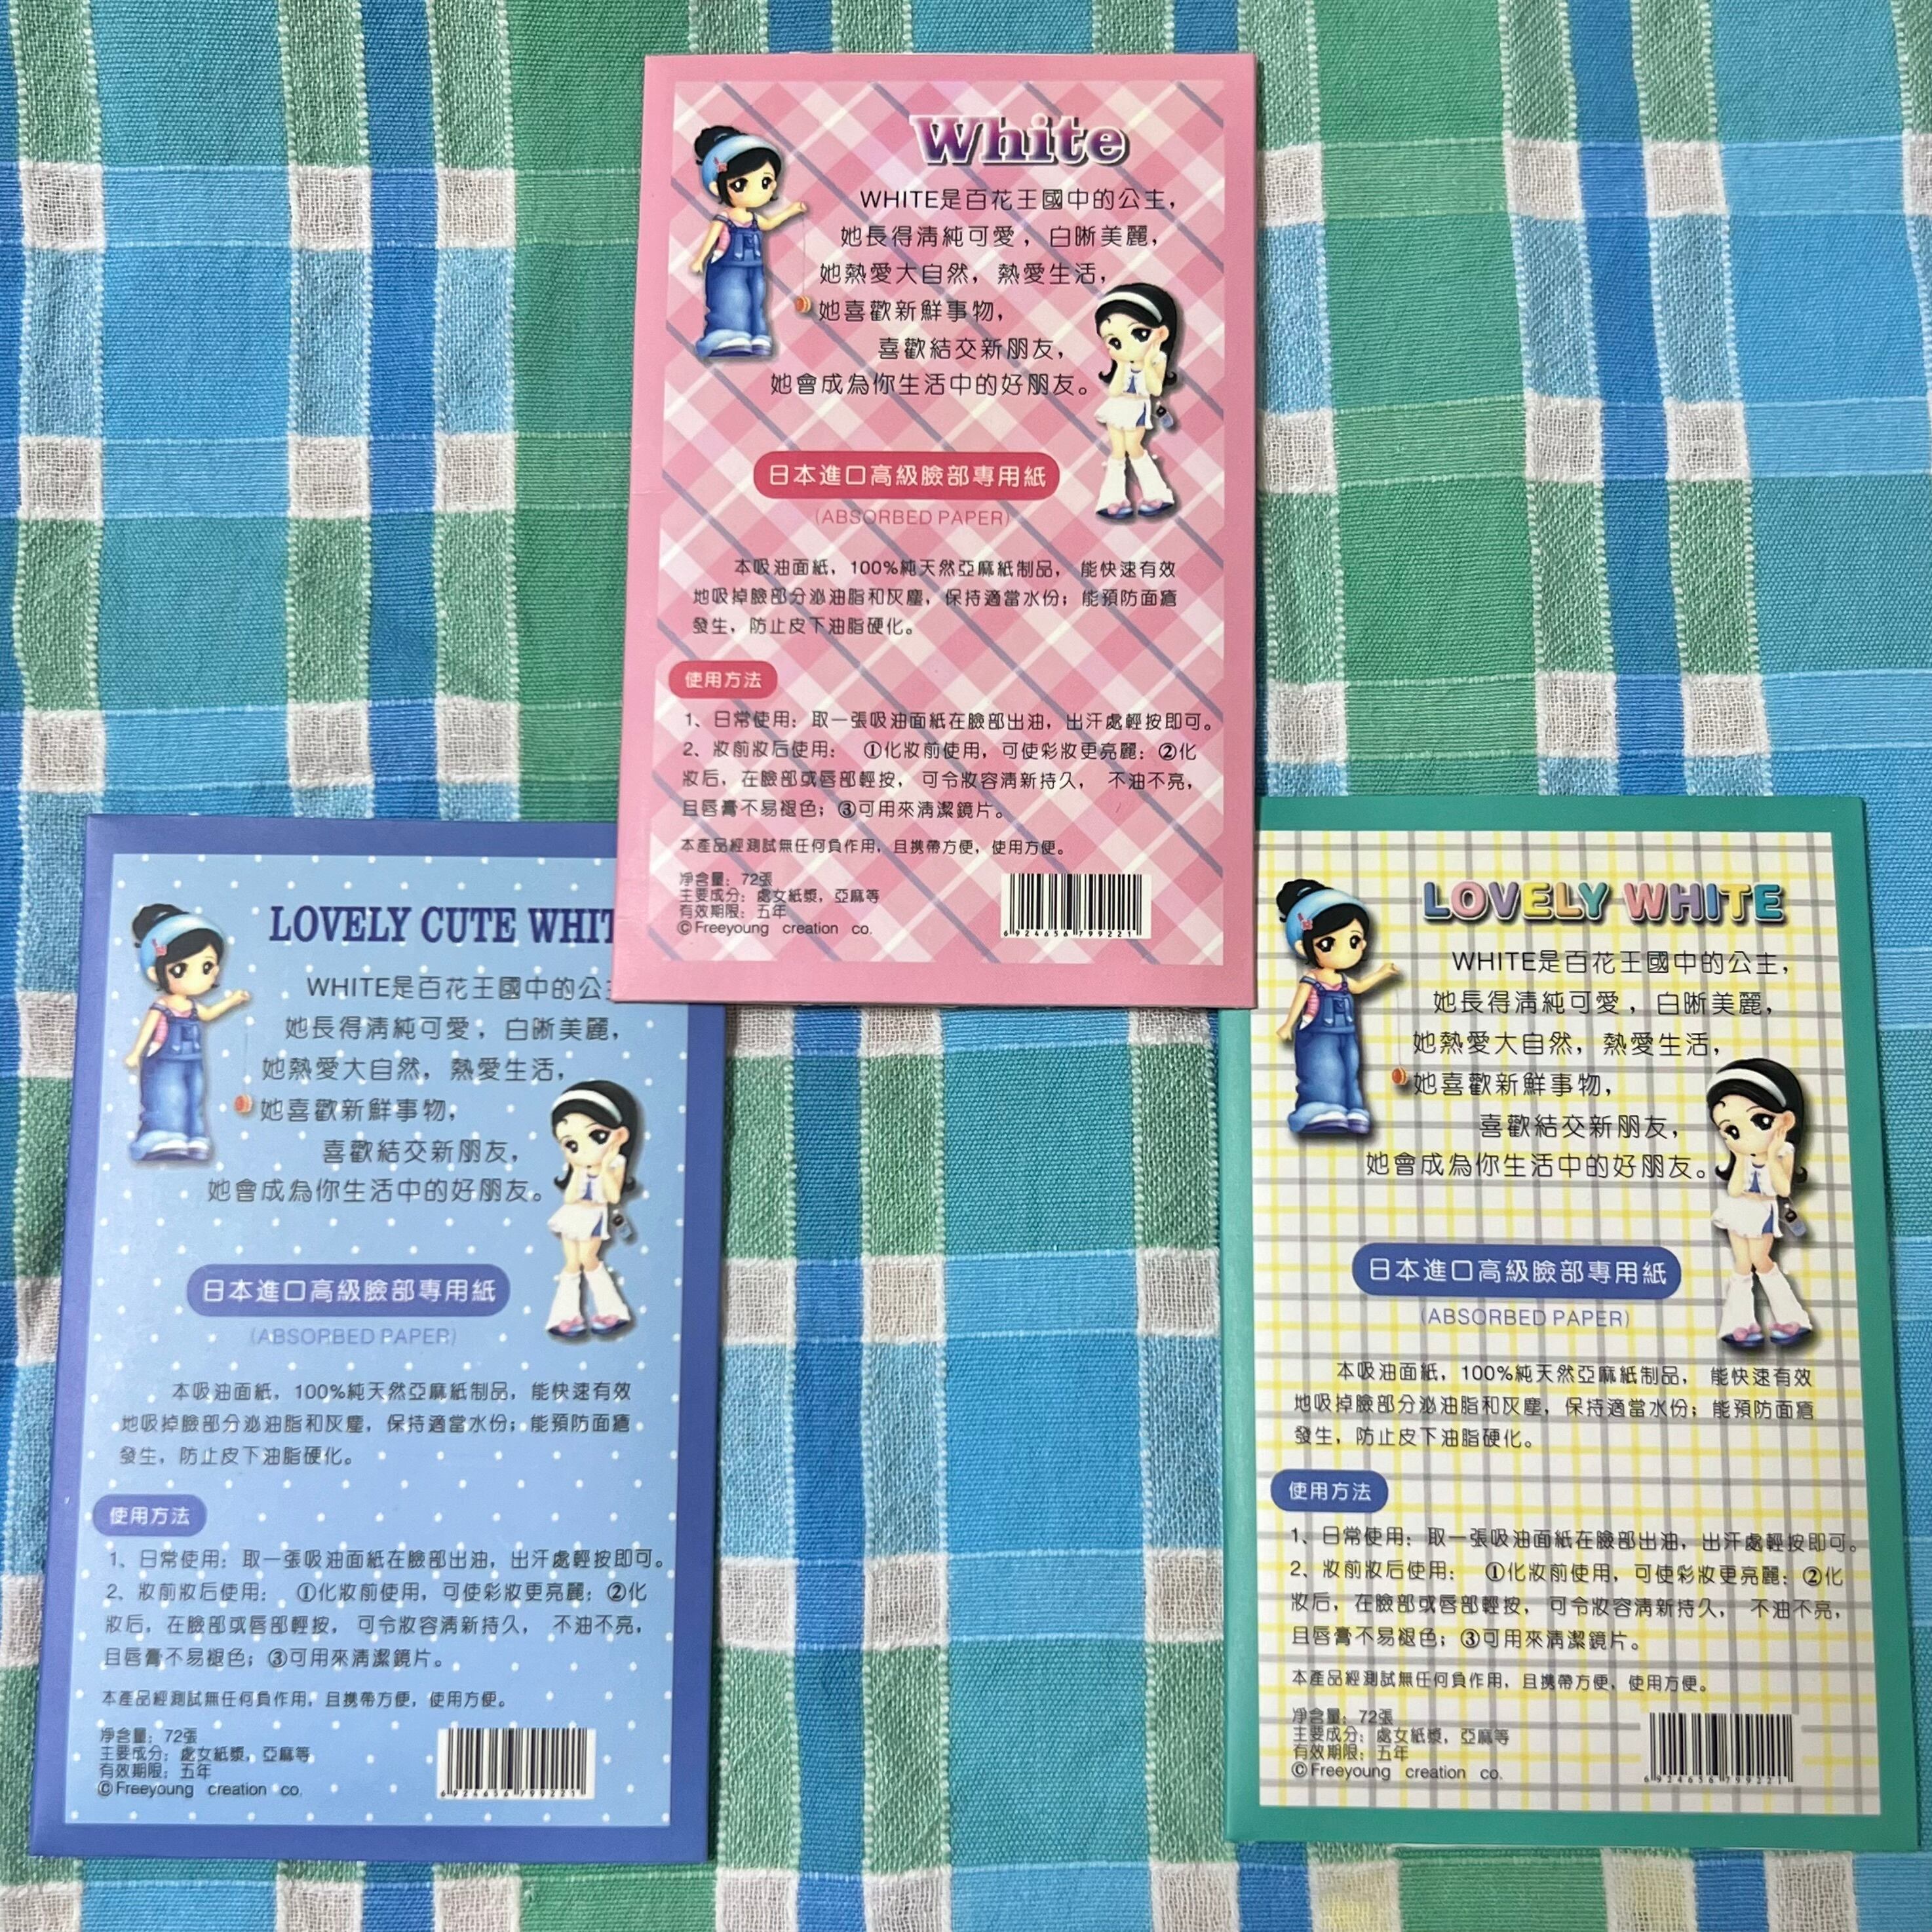 White
WHITE是百花王國中的公主，
她長得清純可愛，白晰美麗，
她熱愛大自然，熱愛生活，
她喜歡新鮮事物，
喜歡結交新朋友，
她會成為你生活中的好朋友。
日本進口高級臉部專用紙
(ABSORBED PAPER)
本吸油面紙，100%純天然亞麻紙制品，能快速有效
地吸掉臉部分泌油脂和灰塵，保持適當水份；能預防面瘡
發生，防止皮下油脂硬化。
使用方法
1、日常使用；取一張吸油面紙在臉部出油，出汗處輕按即可。
2、妝前妝后使用： ①化妝前使用，可使彩妝更亮麗；②化
妝后，在臉部或唇部輕按，可令妝容清新持久，不油不亮，
且唇膏不易褪色；③可用來清潔鏡片。
本產品經測試無任何負作用，且携帶方便，使用方便。
淨含量：72張
主要成分：處女紙漿，亞麻等
有效期限：五年
©Freeyoung creation co.
6924656799221
LOVELY CUTE WHIT
WHITE是百花王國中的公
她長得清純可愛，白晰美麗，
她熱愛大自然，熱愛生活，
她喜歡新鮮事物，
喜歡結交新朋友，
她會成為你生活中的好朋友。
日本進口高級臉部專用紙
(ABSORBED PAPER)
本吸油面紙，100%純天然亞麻紙制品，能快速有效
地吸掉臉部分泌油脂和灰塵，保持適當水份；能預防面瘡
發生，防止皮下油脂硬化。
使用方法
1、日常使用；取一張吸油面紙在臉部出油，出汗處輕按即可。
2、妝前妝后使用： ①化妝前使用，可使彩妝更亮麗；②化
妝后，在臉部或唇部輕按，可令妝容清新持久，不油不亮，
且唇膏不易褪色；③可用來清潔鏡片。
本產品經測試無任何負作用，且携帶方便，使用方便。
淨含量：72張
主要成分：處女紙漿，亞麻等
有效期限：五年
©Freeyoung creation co.
6924656799221
LOVELY WHITE
WHITE是百花王國中的公主，
她長得清純可愛，白晰美麗，
她熱愛大自然，熱愛生活，
她喜歡新鮮事物，
喜歡結交新朋友，
她會成為你生活中的好朋友。
日本進口高級臉部專用紙
(ABSORBED PAPER)
本吸油面紙，100%純天然亞麻紙制品，能快速有效
地吸掉臉部分泌油脂和灰塵，保持適當水份；能預防面瘡
發生，防止皮下油脂硬化。
使用方法
1、日常使用；取一張吸油面紙在臉部出油，出汗處輕按即可。
2、妝前妝后使用： ①化妝前使用，可使彩妝更亮麗；②化
妝后，在臉部或唇部輕按，可令妝容清新持久，不油不亮，
且唇膏不易褪色；③可用來清潔鏡片。
本產品經測試無任何負作用，且携帶方便，使用方便。
淨含量：72張
主要成分：處女紙漿，亞麻等
有效期限：五年
©Freeyoung creation co.
6924656799221